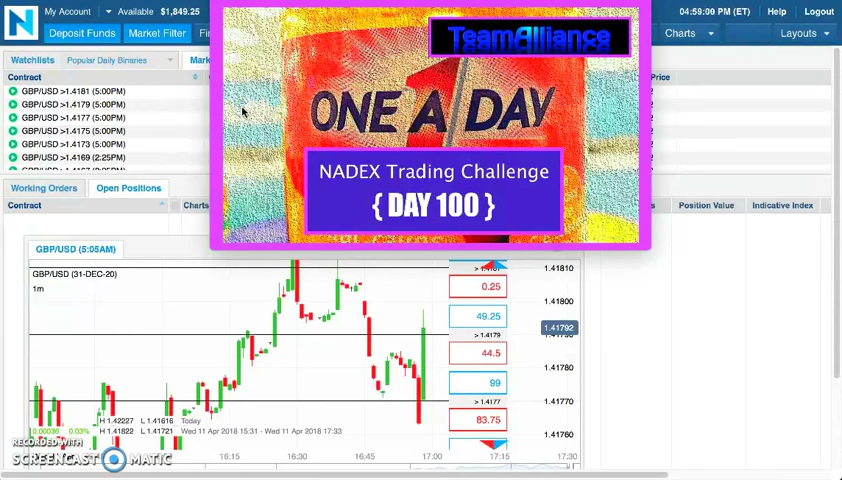 My Account
Available $1,849.25
04:59:09 PM (ET)
Help
Logout
Deposit Funds
Market Filter
Charts
Layouts
TeamAlliance
ONE A DAY
NADEX Trading Challenge
{ DAY 100 }
Watchlists
Popular Daily Binaries
Contract
Price
GBP/USD >1.4181 (5:00PM)
GBP/USD >1.4179 (5:00PM)
GBP/USD >1.4177 (5:00PM)
GBP/USD >1.4175 (5:00PM)
GBP/USD >1.4173 (5:00PM)
GBP/USD >1.4169 (2:25PM)
Working Orders
Open Positions
Contract
Charts
Position Value
Indicative Index
GBP/USD (5:05AM)
GBP/USD (31-DEC-20)
1m
1.41810
0.25
1.41800
49.25
1.41792
> 1.4179
44.5
1.41780
99
1.41770
> 1.4177
83.75
1.41760
H 1.42227 L 1.41616 Today
0.00036 0.03% H 1.41822 L 1.41721 Wed 11 Apr 2018 15:31 - Wed 11 Apr 2018 17:33
16:15
16:30
16:45
17:00
17:15
17:30
RECORDED WITH
SCREENCAST MATIC